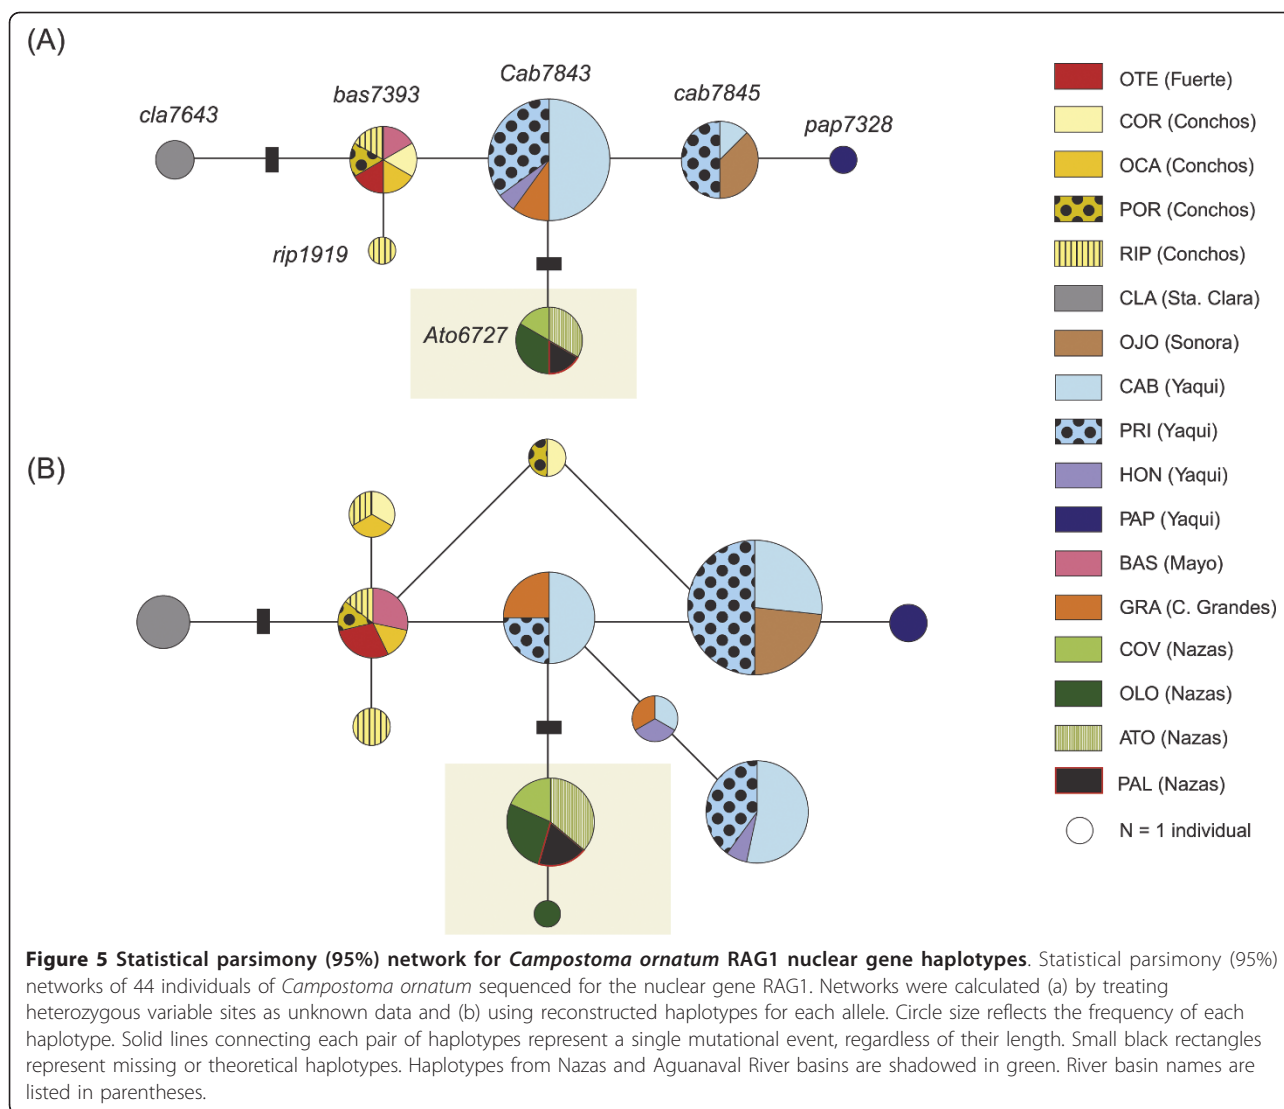 (A)
cla7643
bas7393
Cab7843
cab7845
pap7328
rip1919
Ato6727
(B)
OTE (Fuerte)
COR (Conchos)
OCA (Conchos)
POR (Conchos)
RIP (Conchos)
CLA (Sta. Clara)
OJO (Sonora)
CAB (Yaqui)
PRI (Yaqui)
HON (Yaqui)
PAP (Yaqui)
BAS (Mayo)
GRA (C. Grandes)
COV (Nazas)
OLO (Nazas)
ATO (Nazas)
PAL (Nazas)
N = 1 individual
Figure 5 Statistical parsimony (95%) network for Campostoma ornatum RAG1 nuclear gene haplotypes. Statistical parsimony (95%)
networks of 44 individuals of Campostoma ornatum sequenced for the nuclear gene RAG1. Networks were calculated (a) by treating
heterozygous variable sites as unknown data and (b) using reconstructed haplotypes for each allele. Circle size reflects the frequency of each
haplotype. Solid lines connecting each pair of haplotypes represent a single mutational event, regardless of their length. Small black rectangles
represent missing or theoretical haplotypes. Haplotypes from Nazas and Aguanaval River basins are shadowed in green. River basin names are
listed in parentheses.